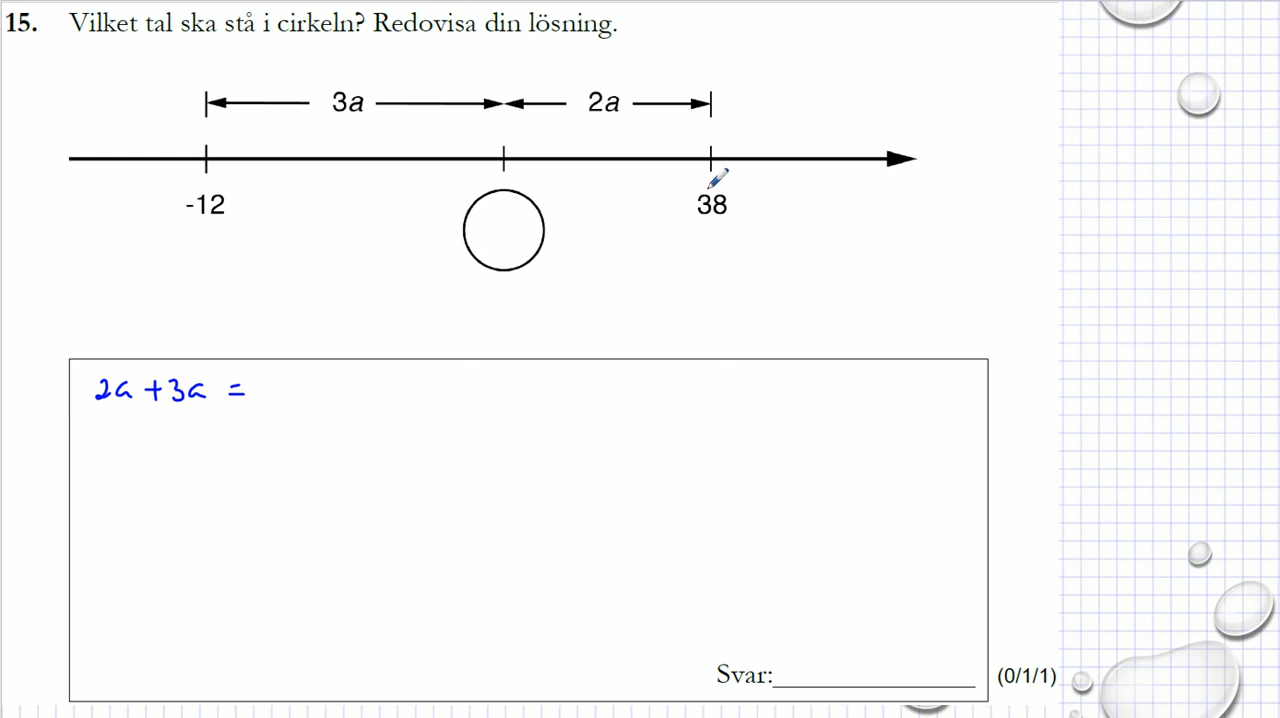 15. Vilket tal ska stå i cirkeln? Redovisa din lösning.
3a 2a
-12 38
2a + 3a =
Svar:
(0/1/1)